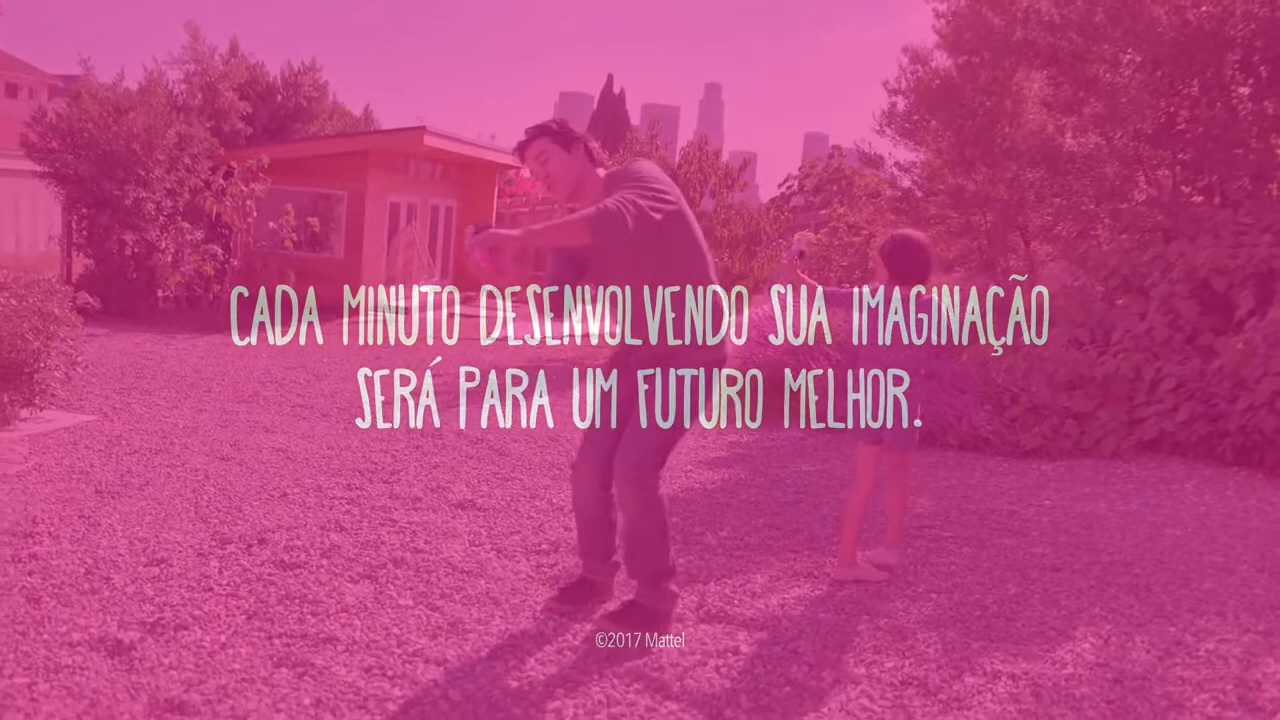 CADA MINUTO DESENVOLVENDO SUA IMAGINAÇÃO
SERÁ PARA UM FUTURO MELHOR.
©2017 Mattel